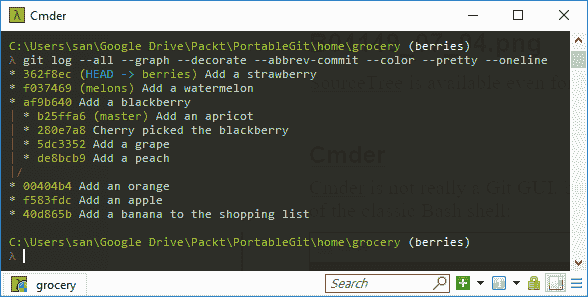 Cmder
C:\Users\san\Google Drive\Packt\PortableGit\home\grocery (berries)
λ git log --all --graph --decorate --abbrev-commit --color --pretty --oneline
* 362f8ec (HEAD -> berries) Add a strawberry
* f037469 (melons) Add a watermelon
* af9b640 Add a blackberry
| * b25ffa6 (master) Add an apricot
| * 280e7a8 Cherry picked the blackberry
| * 5dc3352 Add a grape
| * de8bcb9 Add a peach
|/
* 00404b4 Add an orange
* f583fdc Add an apple
* 40d865b Add a banana to the shopping list
C:\Users\san\Google Drive\Packt\PortableGit\home\grocery (berries)
λ
Cmder
grocery
Search